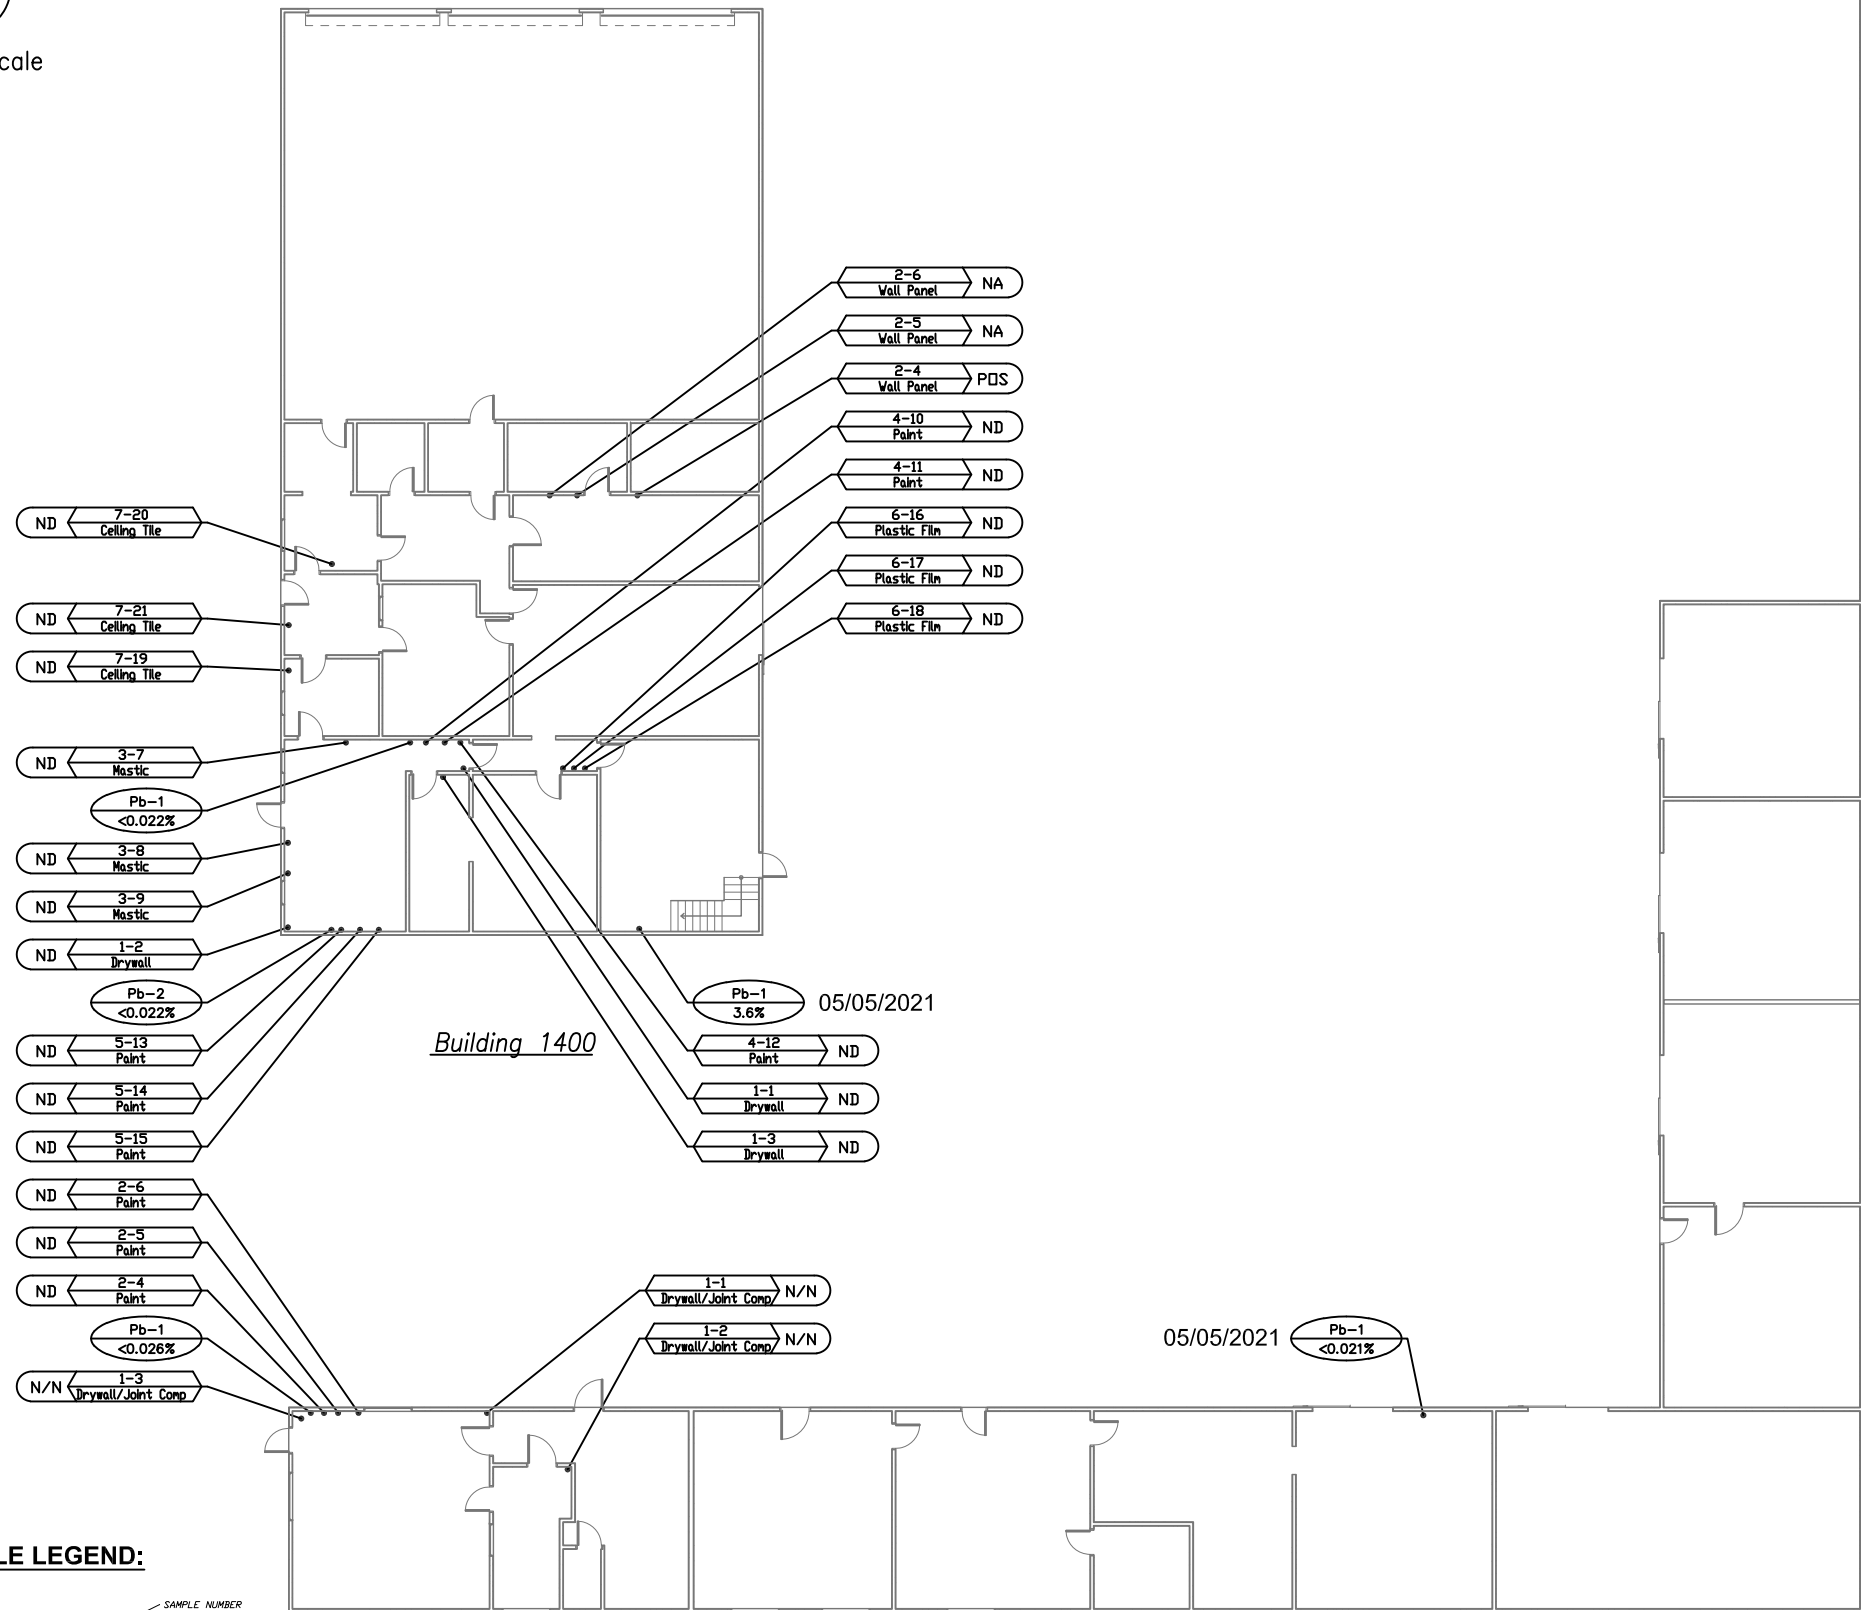 cale
2-6
Wall Panel
NA
2-5
Wall Panel
NA
2-4
Wall Panel
POS
4-10
Paint
ND
4-11
Paint
ND
6-16
Plastic Film
ND
6-17
Plastic Film
ND
6-18
Plastic Film
ND
ND
7-20
Ceiling Tile
ND
7-21
Ceiling Tile
ND
7-19
Ceiling Tile
ND
3-7
Mastic
Pb-1
<0.022%
ND
3-8
Mastic
ND
3-9
Mastic
ND
1-2
Drywall
Pb-2
<0.022%
ND
5-13
Paint
ND
5-14
Paint
ND
5-15
Paint
Pb-1
3.6%
05/05/2021
Building 1400
4-12
Paint
ND
1-1
Drywall
ND
1-3
Drywall
ND
ND
2-6
Paint
ND
2-5
Paint
ND
2-4
Paint
Pb-1
<0.026%
N/N
1-3
Drywall/Joint Comp
1-1
Drywall/Joint Comp
N/N
1-2
Drywall/Joint Comp
N/N
05/05/2021
Pb-1
<0.021%
LE LEGEND:
SAMPLE NUMBER